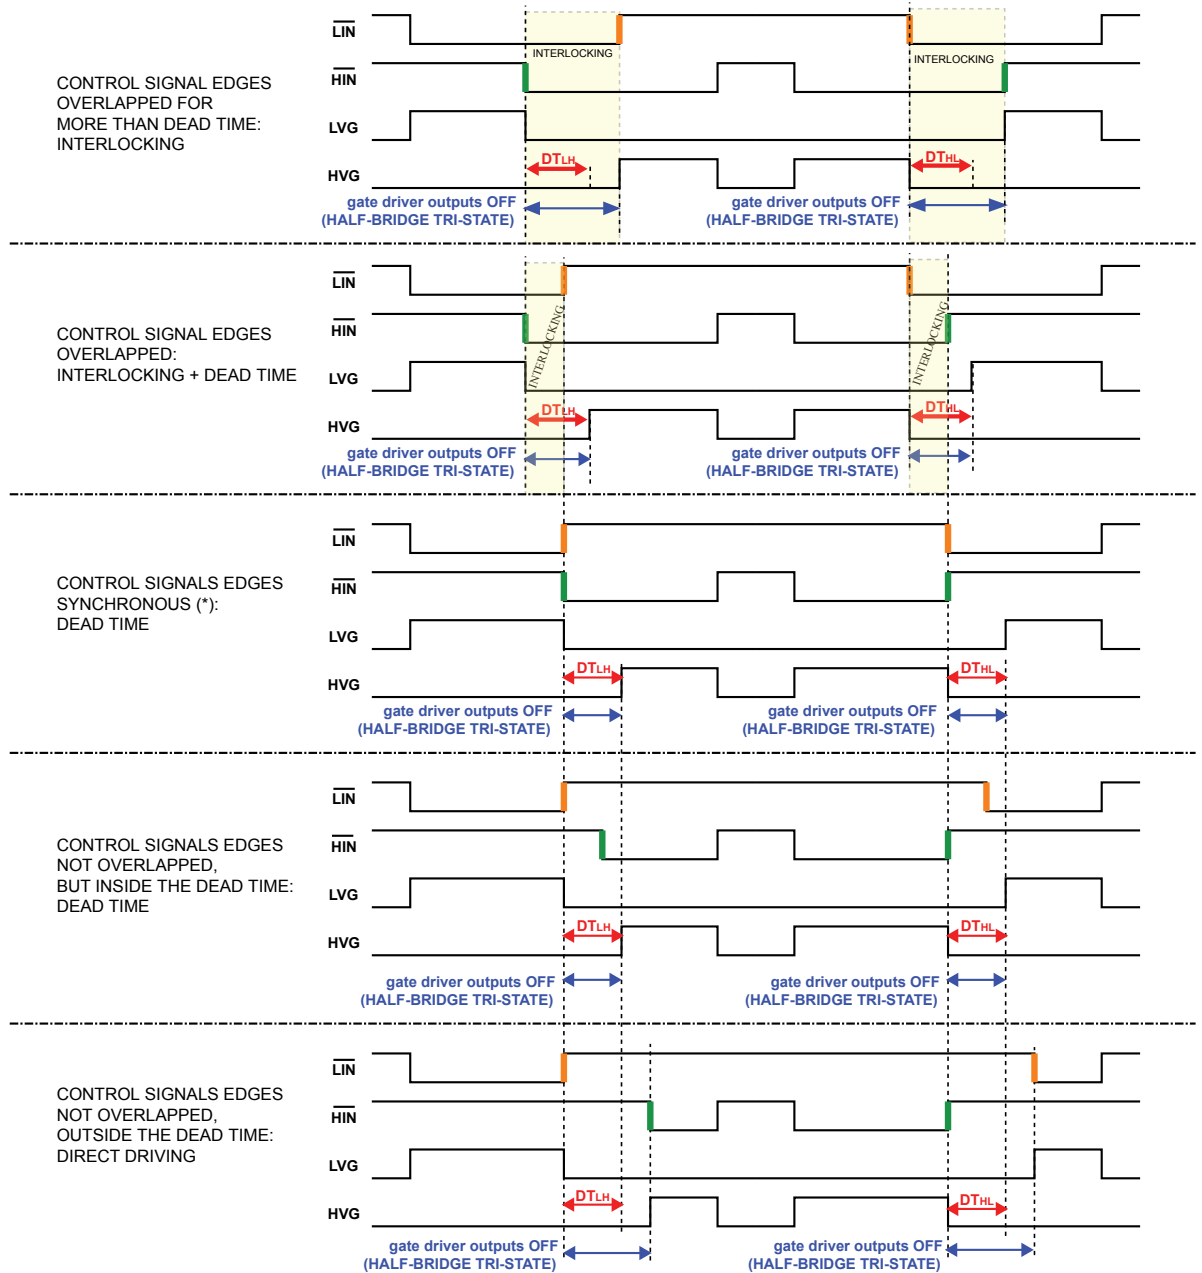 LIN
INTERLOCKING
INTERLOCKING
HIN
CONTROL SIGNAL EDGES
OVERLAPPED FOR
MORE THAN DEAD TIME:
INTERLOCKING
LVG
DTLH
DTHL
HVG
gate driver outputs OFF
(HALF-BRIDGE TRI-STATE)
gate driver outputs OFF
(HALF-BRIDGE TRI-STATE)
LIN
HIN
INTERLOCKING
INTERLOCKING
CONTROL SIGNAL EDGES
OVERLAPPED:
INTERLOCKING + DEAD TIME
LVG
DTLH
DTHL
HVG
gate driver outputs OFF
(HALF-BRIDGE TRI-STATE)
gate driver outputs OFF
(HALF-BRIDGE TRI-STATE)
LIN
HIN
CONTROL SIGNALS EDGES
SYNCHRONOUS (*):
DEAD TIME
LVG
DTLH
DTHL
HVG
gate driver outputs OFF
(HALF-BRIDGE TRI-STATE)
gate driver outputs OFF
(HALF-BRIDGE TRI-STATE)
LIN
HIN
CONTROL SIGNALS EDGES
NOT OVERLAPPED,
BUT INSIDE THE DEAD TIME:
DEAD TIME
LVG
DTLH
DTHL
HVG
gate driver outputs OFF
(HALF-BRIDGE TRI-STATE)
gate driver outputs OFF
(HALF-BRIDGE TRI-STATE)
LIN
HIN
CONTROL SIGNALS EDGES
NOT OVERLAPPED,
OUTSIDE THE DEAD TIME:
DIRECT DRIVING
LVG
DTLH
DTHL
HVG
gate driver outputs OFF
(HALF-BRIDGE TRI-STATE)
gate driver outputs OFF
(HALF-BRIDGE TRI-STATE)